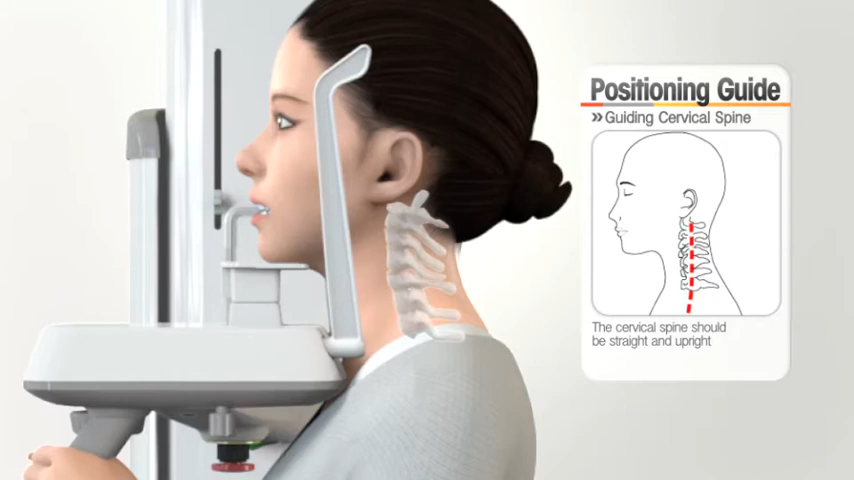 Positioning Guide
» Guiding Cervical Spine
The cervical spine should
be straight and upright